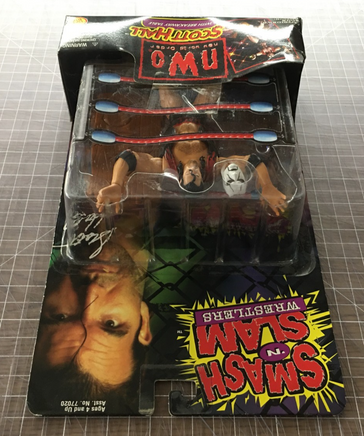 SMASH
'N'
SLAM
WRESTLERS
Ages 4 and Up
Asst. No. 77020
nWo
new world order
SCOTT HALL
WARNING